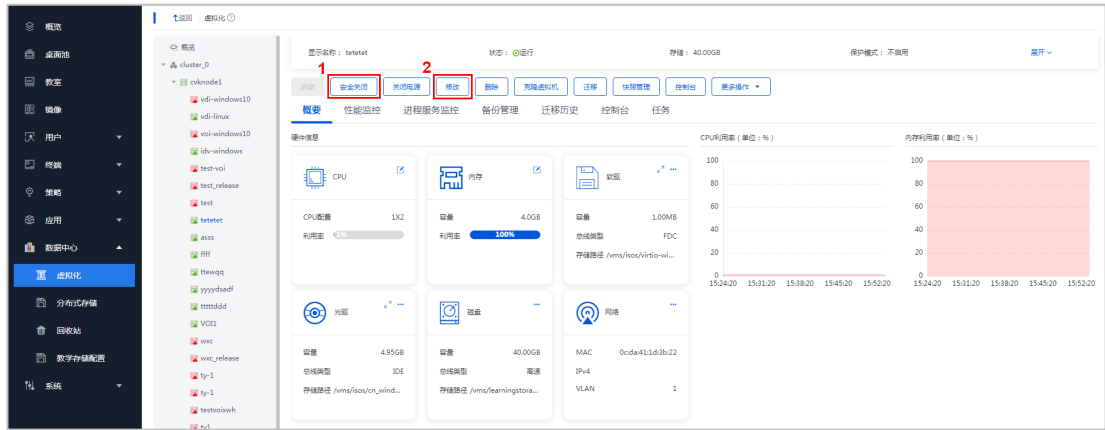 概览
桌面池
教室
镜像
用户
终端
策略
应用
数据中心
虚拟化
分布式存储
回收站
教学存储配置
系统
返回 虚拟化
概览
cluster_0
cvknode1
vdi-windows10
vdi-linux
voi-windows10
idv-windows
test-voi
test_release
test
tetetet
asss
ffff
ttewqq
yyyydsadf
tttttddd
VOI1
wxc
wxc_release
ty-1
ty-1
testvoixwh
ty1
显示名称： tetetet 状态： 运行 存储： 40.00GB 保护模式： 不启用 展开
1 2
启动 安全关闭 关闭电源 修改 删除 克隆虚拟机 迁移 快照管理 控制台 更多操作
概要 性能监控 进程服务监控 备份管理 迁移历史 控制台 任务
硬件信息
CPU
CPU配置 1X2
利用率 1%
内存
容量 4.0GB
利用率 100%
软驱
容量 1.00MB
总线类型 FDC
存储路径 /vms/isos/virtio-wi...
光驱
容量 4.95GB
总线类型 IDE
存储路径 /vms/isos/cn_wind...
磁盘
容量 40.00GB
总线类型 高速
存储路径 /vms/learningstora...
网络
MAC 0c:da:41:1d:3b:22
IPv4
VLAN 1
CPU利用率（单位：%）
100
80
60
40
20
0
15:24:20 15:31:20 15:38:20 15:45:20 15:52:20
内存利用率（单位：%）
100
80
60
40
20
0
15:24:20 15:31:20 15:38:20 15:45:20 15:52:20